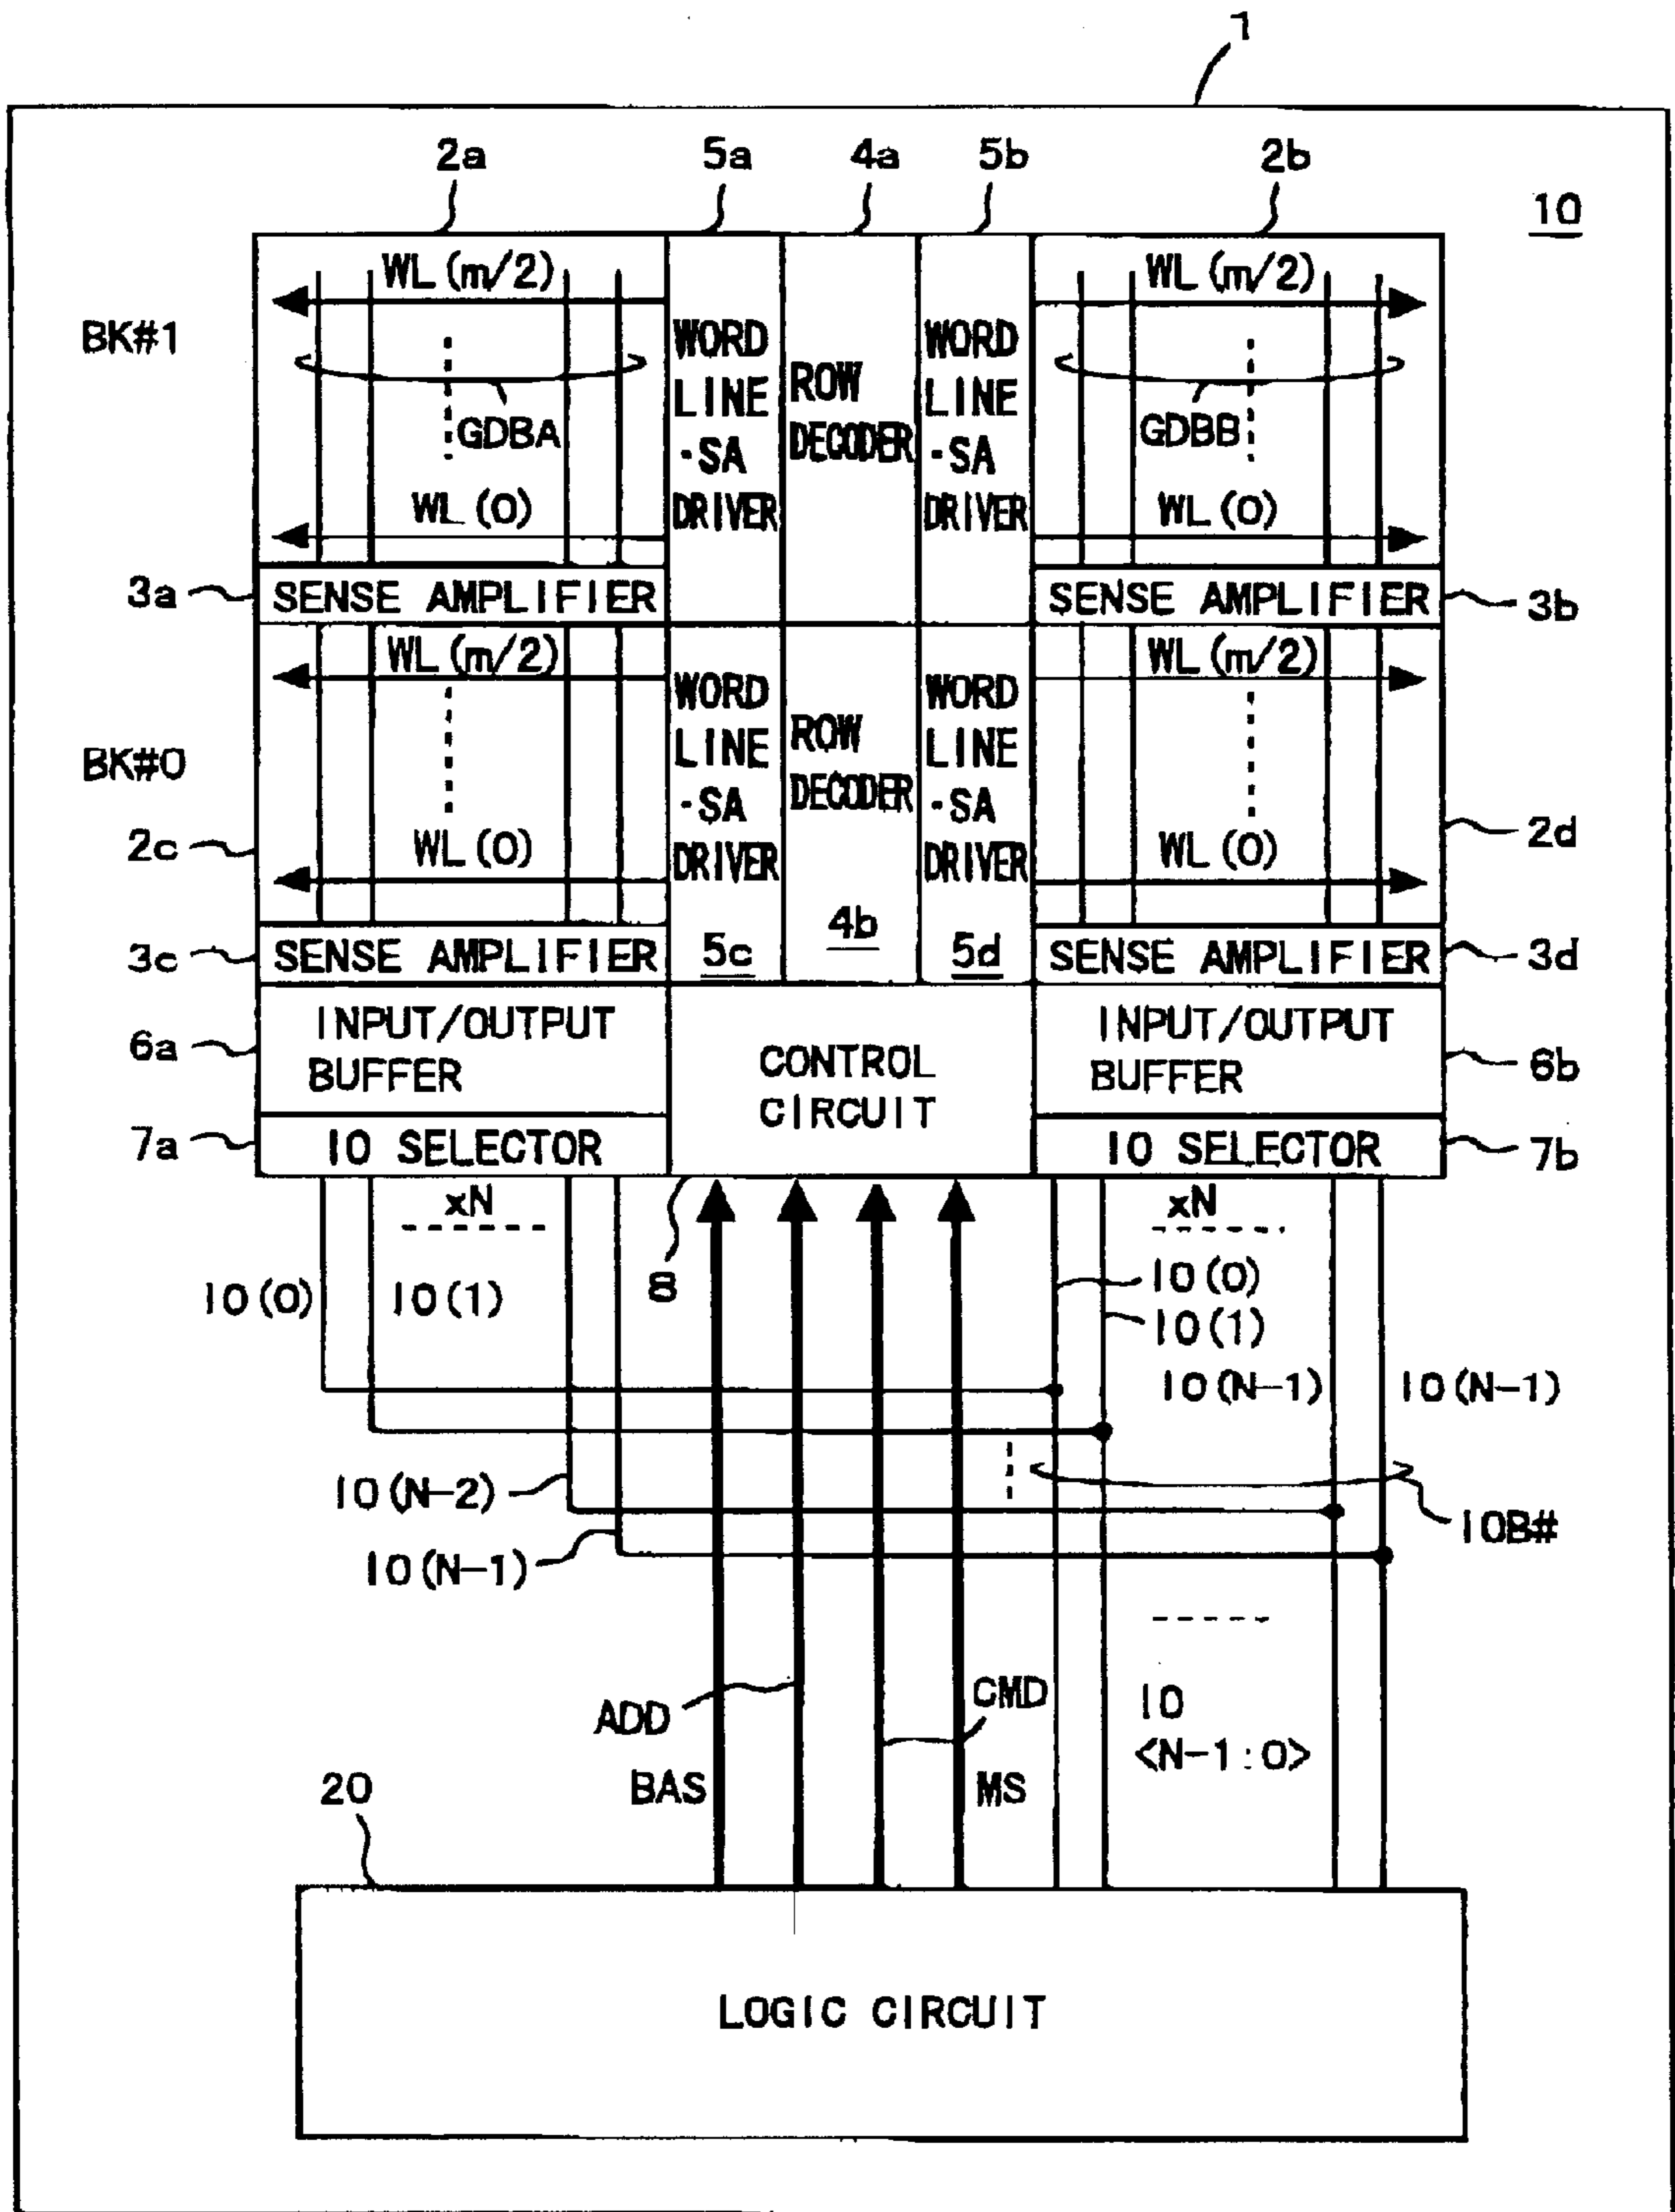 1
2a 5a 4a 5b 2b
10
WL(m/2) WL(m/2)
BK#1
WORD LINE -SA DRIVER
ROW DECODER
WORD LINE -SA DRIVER
GDBA GDBB
WL(0) WL(0)
3a SENSE AMPLIFIER SENSE AMPLIFIER 3b
WL(m/2) WL(m/2)
WORD LINE -SA DRIVER
ROW DECODER
WORD LINE -SA DRIVER
BK#0
2c WL(0) WL(0) 2d
5c 4b 5d
3c SENSE AMPLIFIER SENSE AMPLIFIER 3d
6a INPUT/OUTPUT BUFFER
CONTROL CIRCUIT
INPUT/OUTPUT BUFFER 6b
7a IO SELECTOR IO SELECTOR 7b
xN xN
8
IO(0) IO(1) IO(0)
IO(1)
IO(N-1) IO(N-1)
IO(N-2)
IOB#
IO(N-1)
ADD CMD IO
<N-1:0>
BAS MS
20
LOGIC CIRCUIT